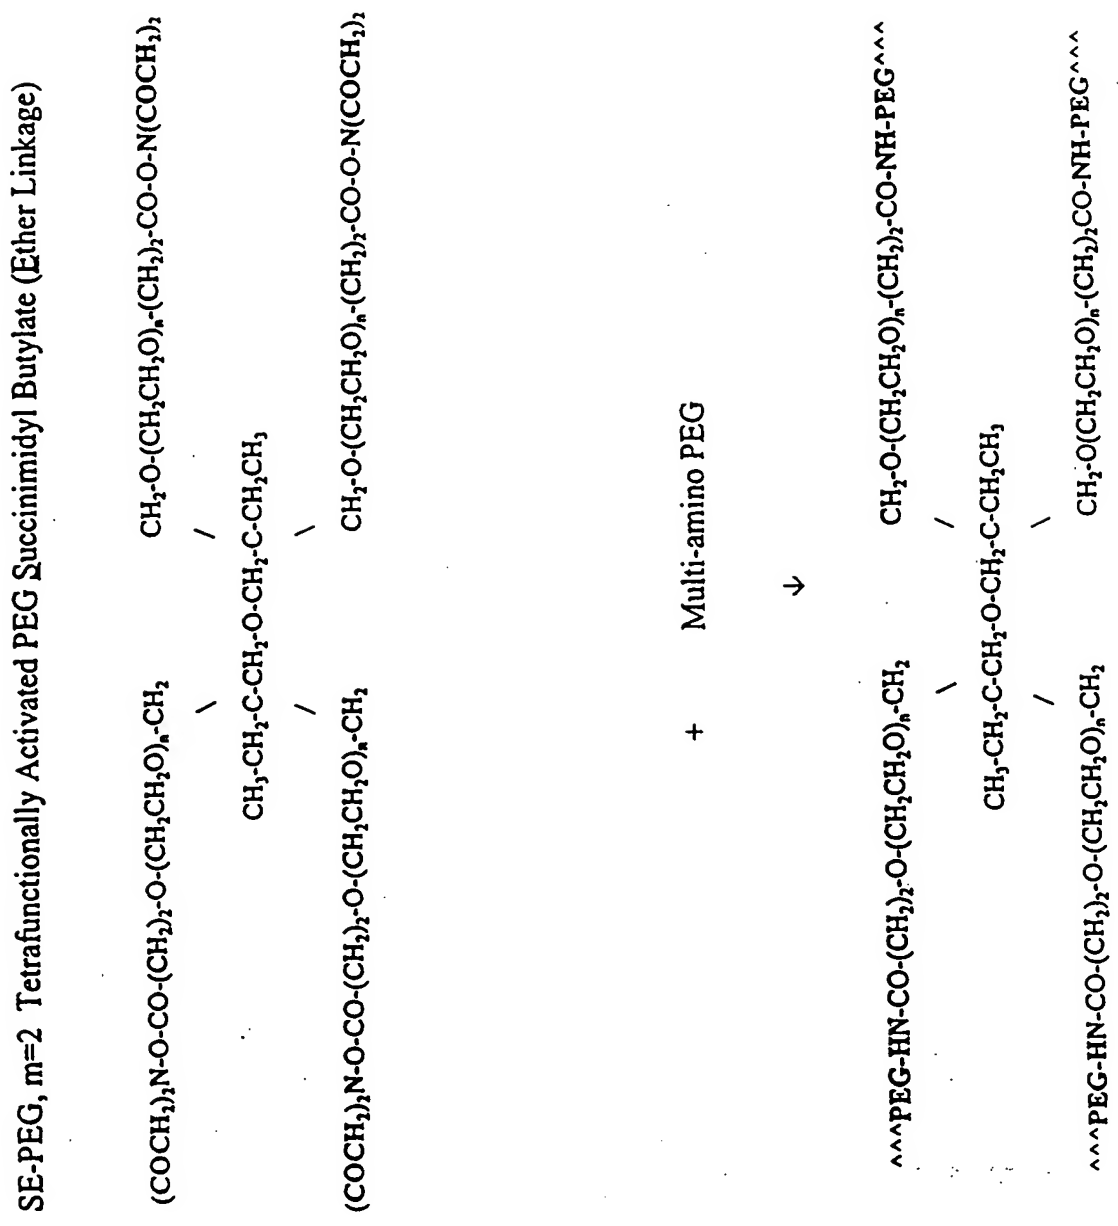 SE-PEG, m=2 Tetrafunctionally Activated PEG Succinimidyl Butylate (Ether Linkage)
(COCH₂)₂N-O-CO-(CH₂)₂-O-(CH₂CH₂O)ₙ-CH₂ CH₂-O-(CH₂CH₂O)ₙ-(CH₂)₂-CO-O-N(COCH₂)₂
\ /
CH₃-CH₂-C-CH₂-O-CH₂-C-CH₂CH₃
/ \
(COCH₂)₂N-O-CO-(CH₂)₂-O-(CH₂CH₂O)ₙ-CH₂ CH₂-O-(CH₂CH₂O)ₙ-(CH₂)₂-CO-O-N(COCH₂)₂
+ Multi-amino PEG
↓
^^^PEG-HN-CO-(CH₂)₂-O-(CH₂CH₂O)ₙ-CH₂ CH₂-O-(CH₂CH₂O)ₙ-(CH₂)₂-CO-NH-PEG^^^
\ /
CH₃-CH₂-C-CH₂-O-CH₂-C-CH₂CH₃
/ \
^^^PEG-HN-CO-(CH₂)₂-O-(CH₂CH₂O)ₙ-CH₂ CH₂-O(CH₂CH₂O)ₙ-(CH₂)₂CO-NH-PEG^^^